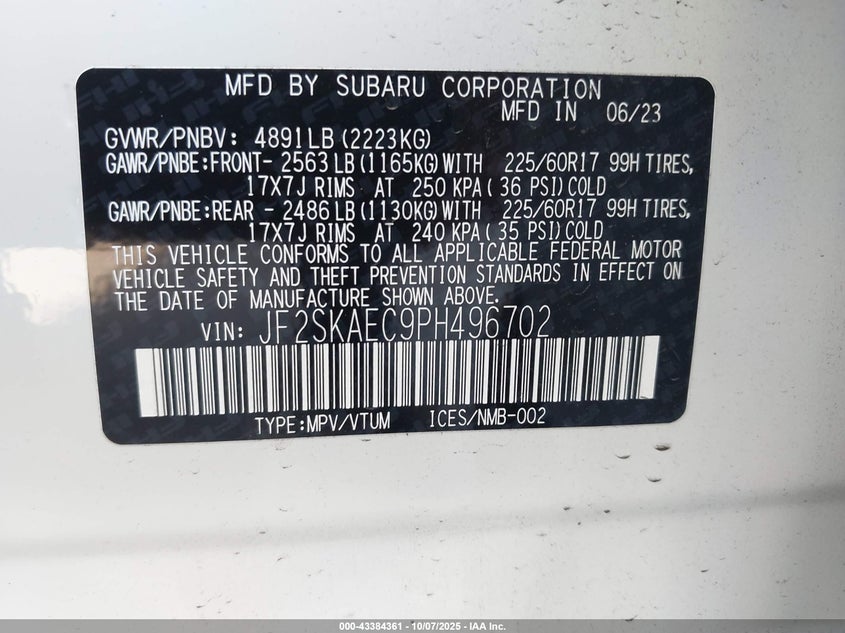 MFD BY SUBARU CORPORATION
MFD IN 06/23
GVWR/PNBV: 4891LB (2223KG)
GAWR/PNBE:FRONT- 2563LB (1165KG) WITH 225/60R17 99H TIRES,
17X7J RIMS AT 250 KPA( 36 PSI) COLD
GAWR/PNBE:REAR - 2486LB (1130KG) WITH 225/60R17 99H TIRES,
17X7J RIMS AT 240 KPA( 35 PSI) COLD
THIS VEHICLE CONFORMS TO ALL APPLICABLE FEDERAL MOTOR
VEHICLE SAFETY AND THEFT PREVENTION STANDARDS IN EFFECT ON
THE DATE OF MANUFACTURE SHOWN ABOVE.
VIN: JF2SKAEC9PH496702
TYPE:MPV/VTUM ICES/NMB-002
000-43384361 - 10/07/2025 - IAA Inc.